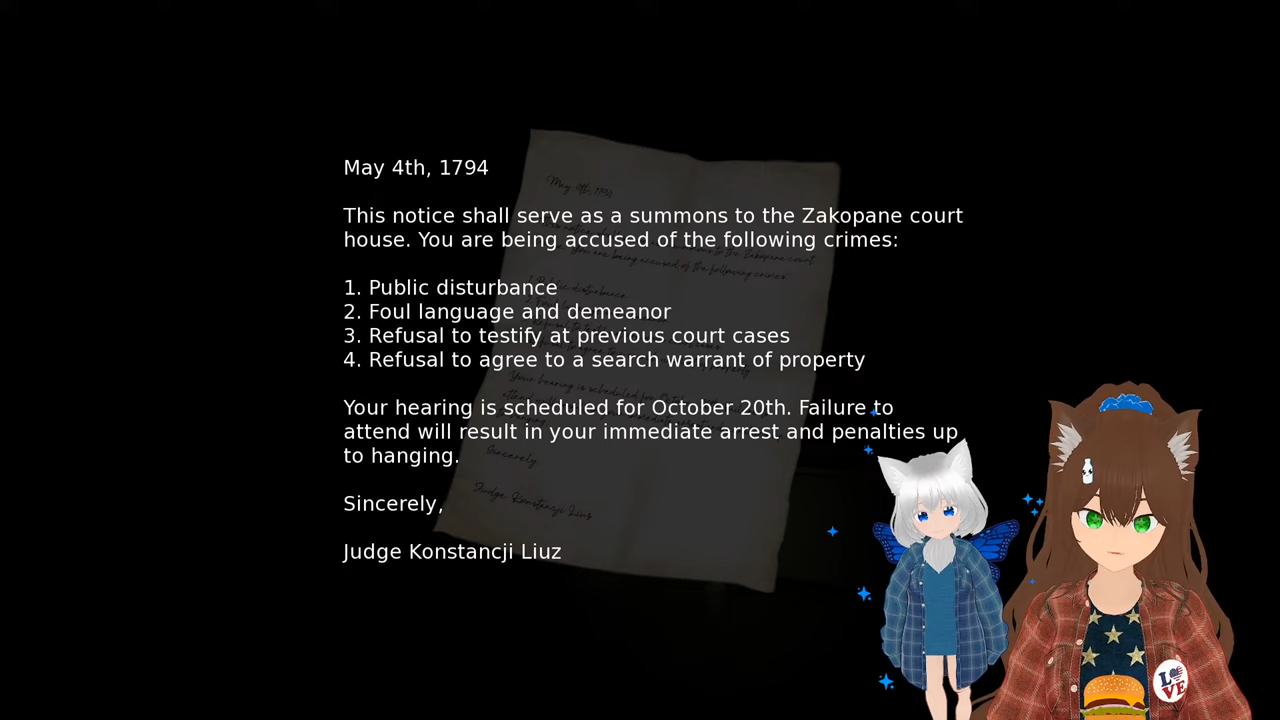 May 4th, 1794
This notice shall serve as a summons to the Zakopane court
house. You are being accused of the following crimes:
1. Public disturbance
2. Foul language and demeanor
3. Refusal to testify at previous court cases
4. Refusal to agree to a search warrant of property
Your hearing is scheduled for October 20th. Failure to
attend will result in your immediate arrest and penalties up
to hanging.
Sincerely,
Judge Konstancji Liuz
LOVE